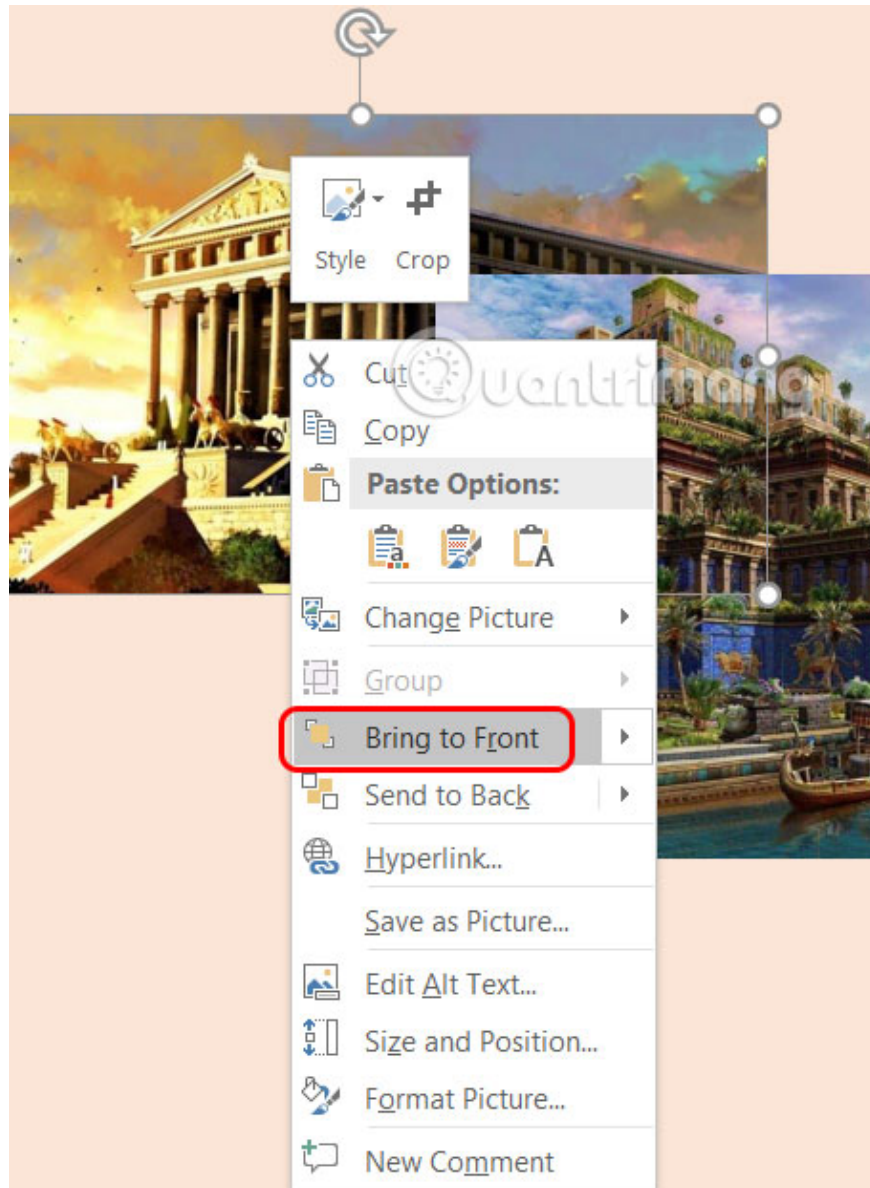 Style Crop
Cut
Quantrimang
Copy
Paste Options:
Change Picture
Group
Bring to Front
Send to Back
Hyperlink...
Save as Picture...
Edit Alt Text...
Size and Position...
Format Picture...
New Comment